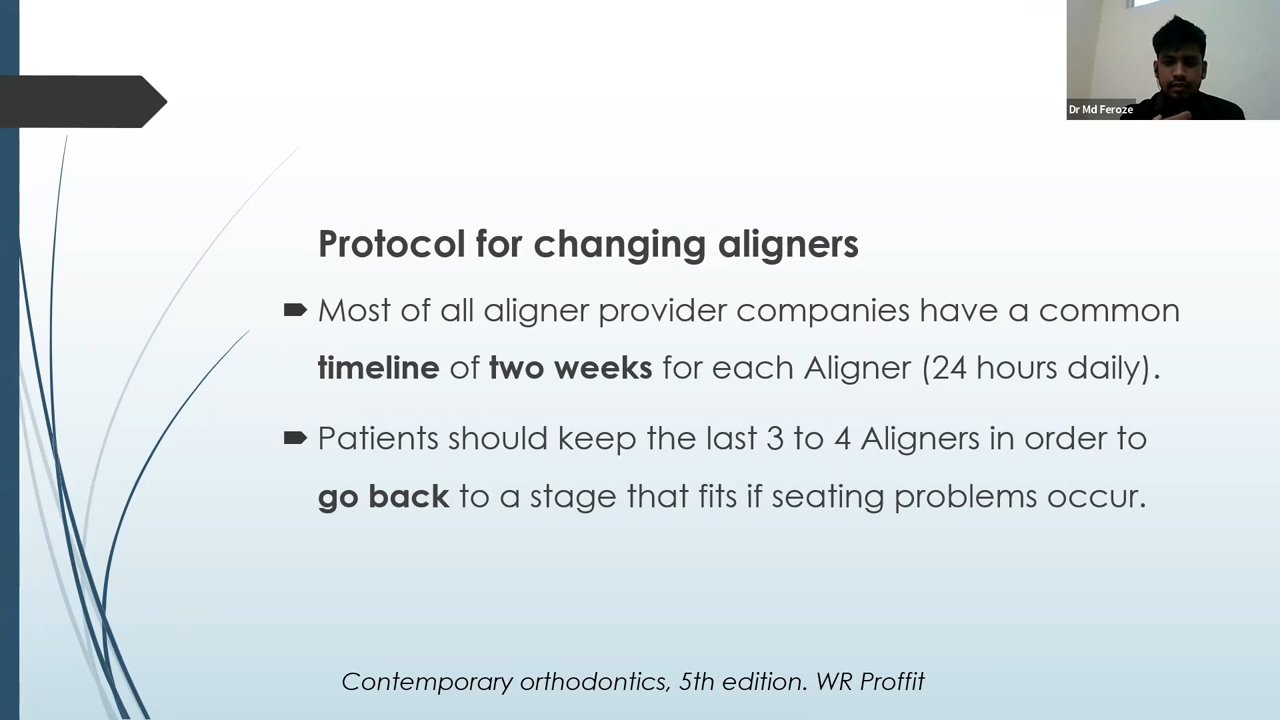 Dr Md Feroze
Protocol for changing aligners
Most of all aligner provider companies have a common
timeline of two weeks for each Aligner (24 hours daily).
Patients should keep the last 3 to 4 Aligners in order to
go back to a stage that fits if seating problems occur.
Contemporary orthodontics, 5th edition. WR Proffit